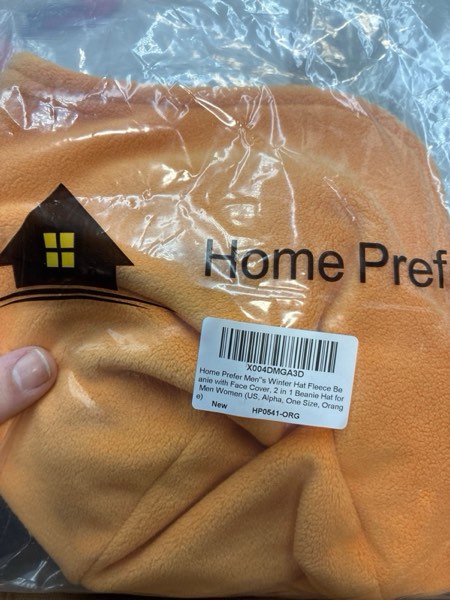 Home Pref
X004DMGA3D
Home Prefer Men"s Winter Hat Fleece Be
anie with Face Cover, 2 in 1 Beanie Hat for
Men Women (US, Alpha, One Size, Orang
e)
New
HP0541-ORG